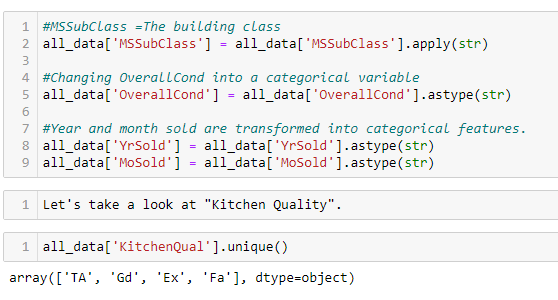 1 #MSSubClass =The building class
2 all_data['MSSubClass'] = all_data['MSSubClass'].apply(str)
3
4 #Changing OverallCond into a categorical variable
5 all_data['OverallCond'] = all_data['OverallCond'].astype(str)
6
7 #Year and month sold are transformed into categorical features.
8 all_data['YrSold'] = all_data['YrSold'].astype(str)
9 all_data['MoSold'] = all_data['MoSold'].astype(str)
1 Let's take a look at "Kitchen Quality".
1 all_data['KitchenQual'].unique()
array(['TA', 'Gd', 'Ex', 'Fa'], dtype=object)